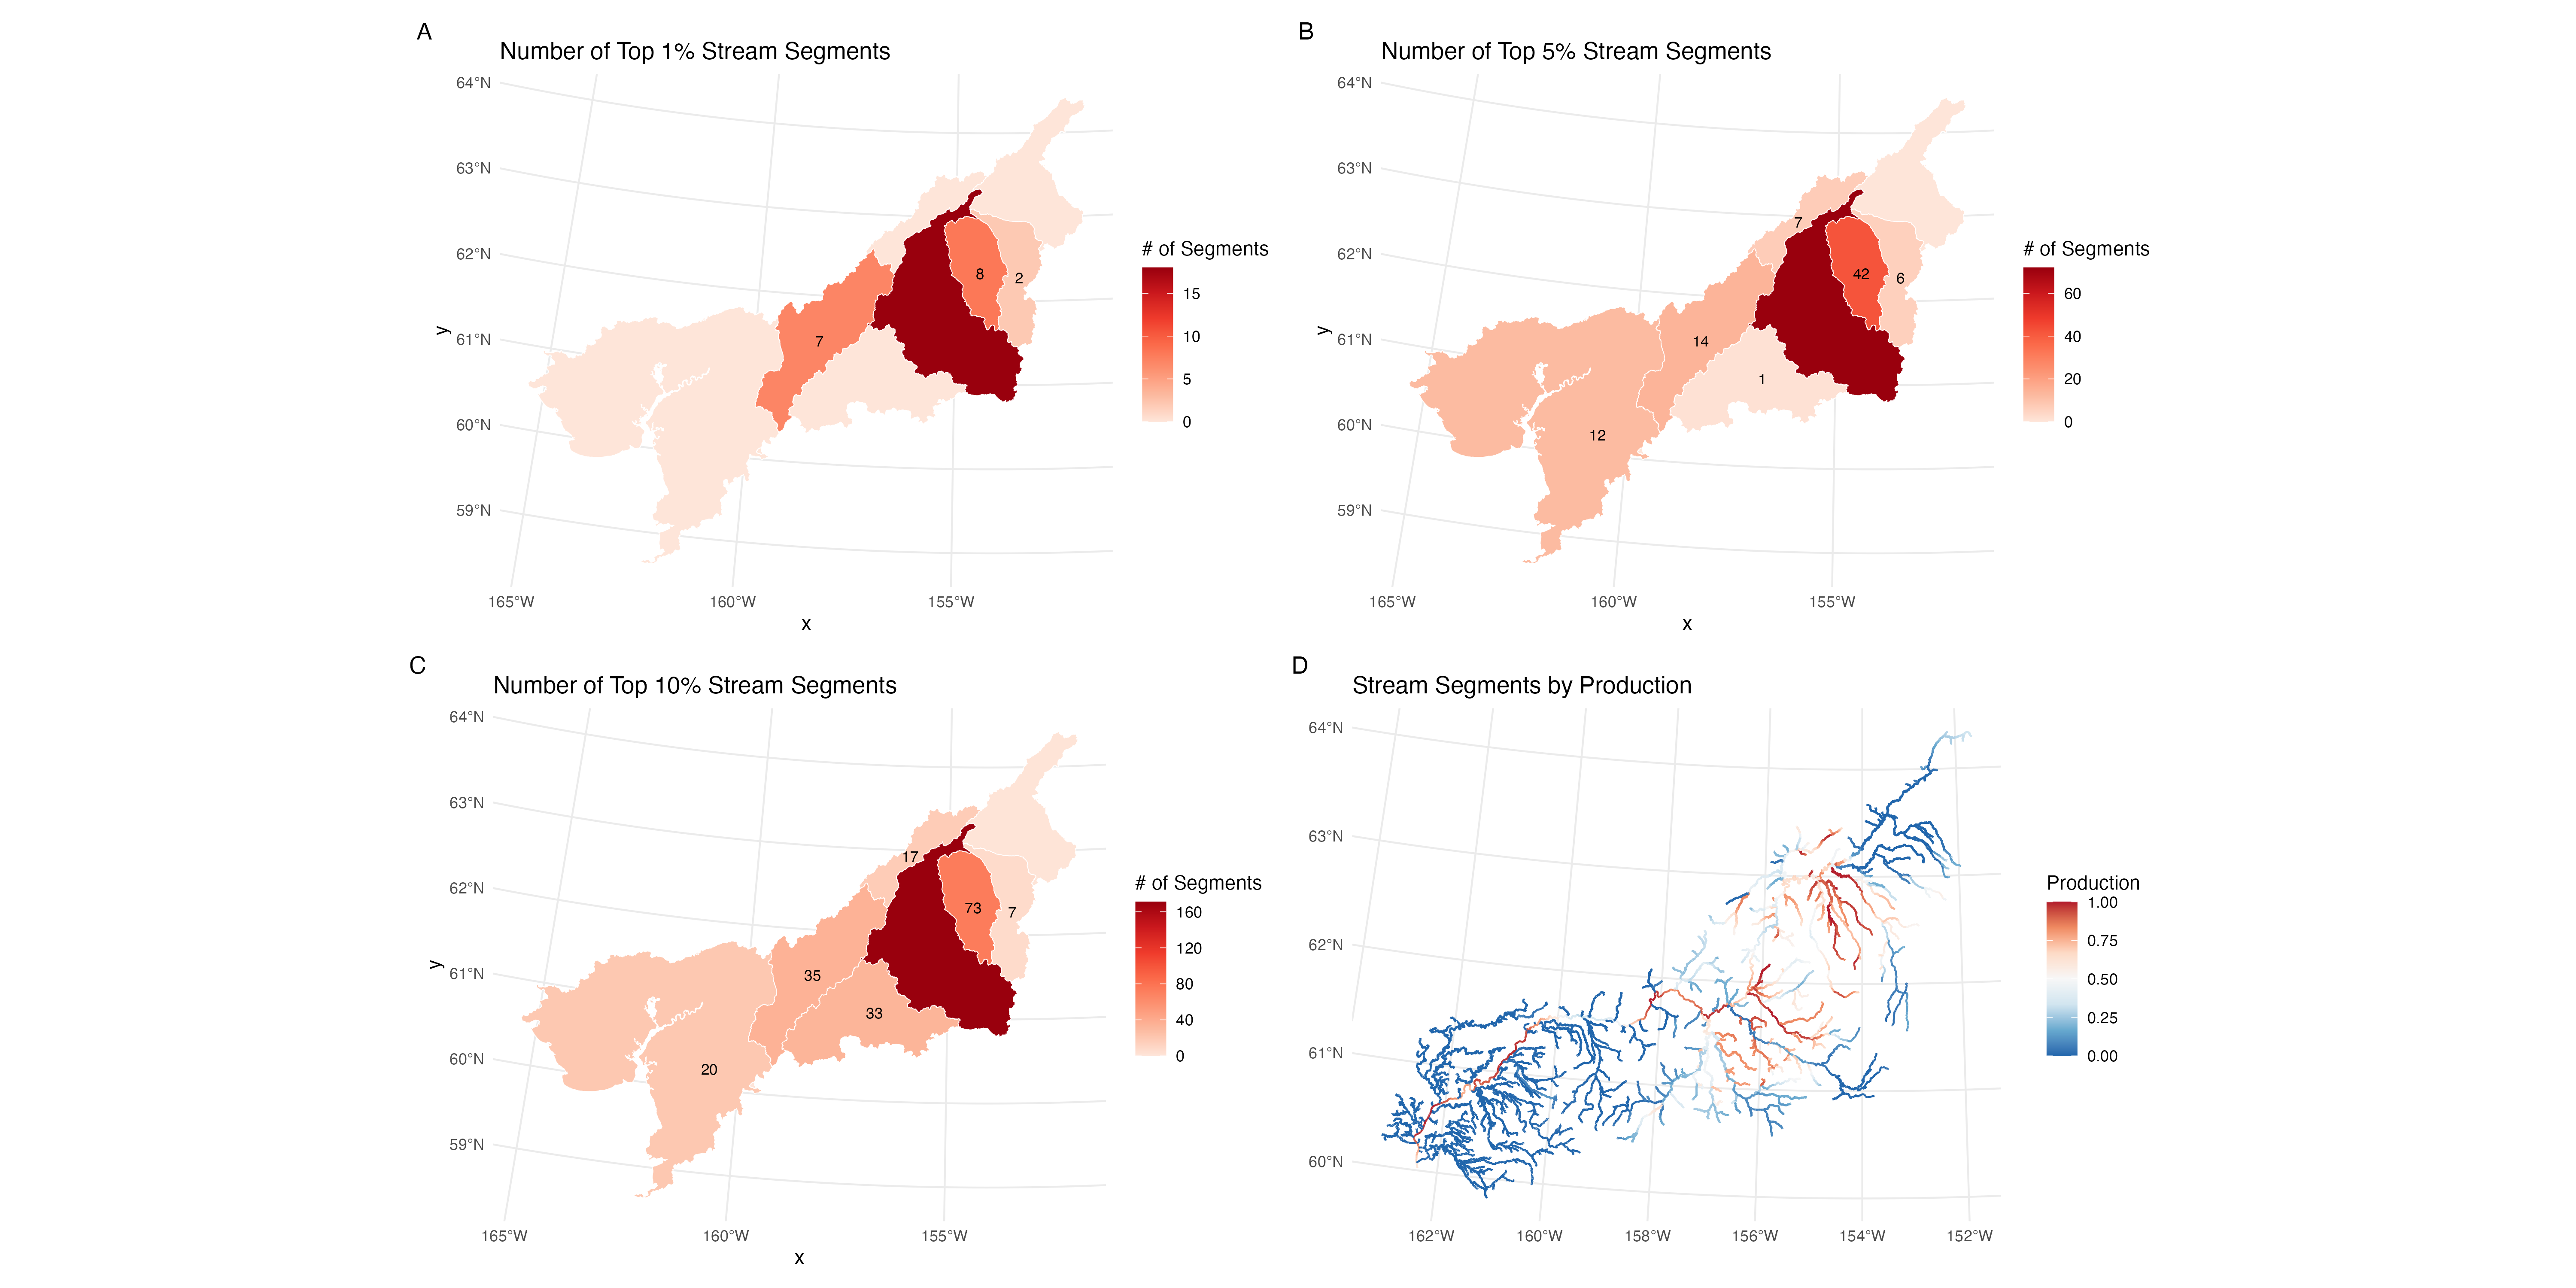 A
Number of Top 1% Stream Segments
64°N
63°N
62°N
61°N
60°N
59°N
y
8
2
7
165°W
160°W
155°W
x
# of Segments
15
10
5
0
B
Number of Top 5% Stream Segments
64°N
63°N
62°N
61°N
60°N
59°N
y
7
42
6
14
1
12
165°W
160°W
155°W
x
# of Segments
60
40
20
0
C
Number of Top 10% Stream Segments
64°N
63°N
62°N
61°N
60°N
59°N
y
17
73
7
35
33
20
165°W
160°W
155°W
x
# of Segments
160
120
80
40
0
D
Stream Segments by Production
64°N
63°N
62°N
61°N
60°N
162°W
160°W
158°W
156°W
154°W
152°W
Production
1.00
0.75
0.50
0.25
0.00